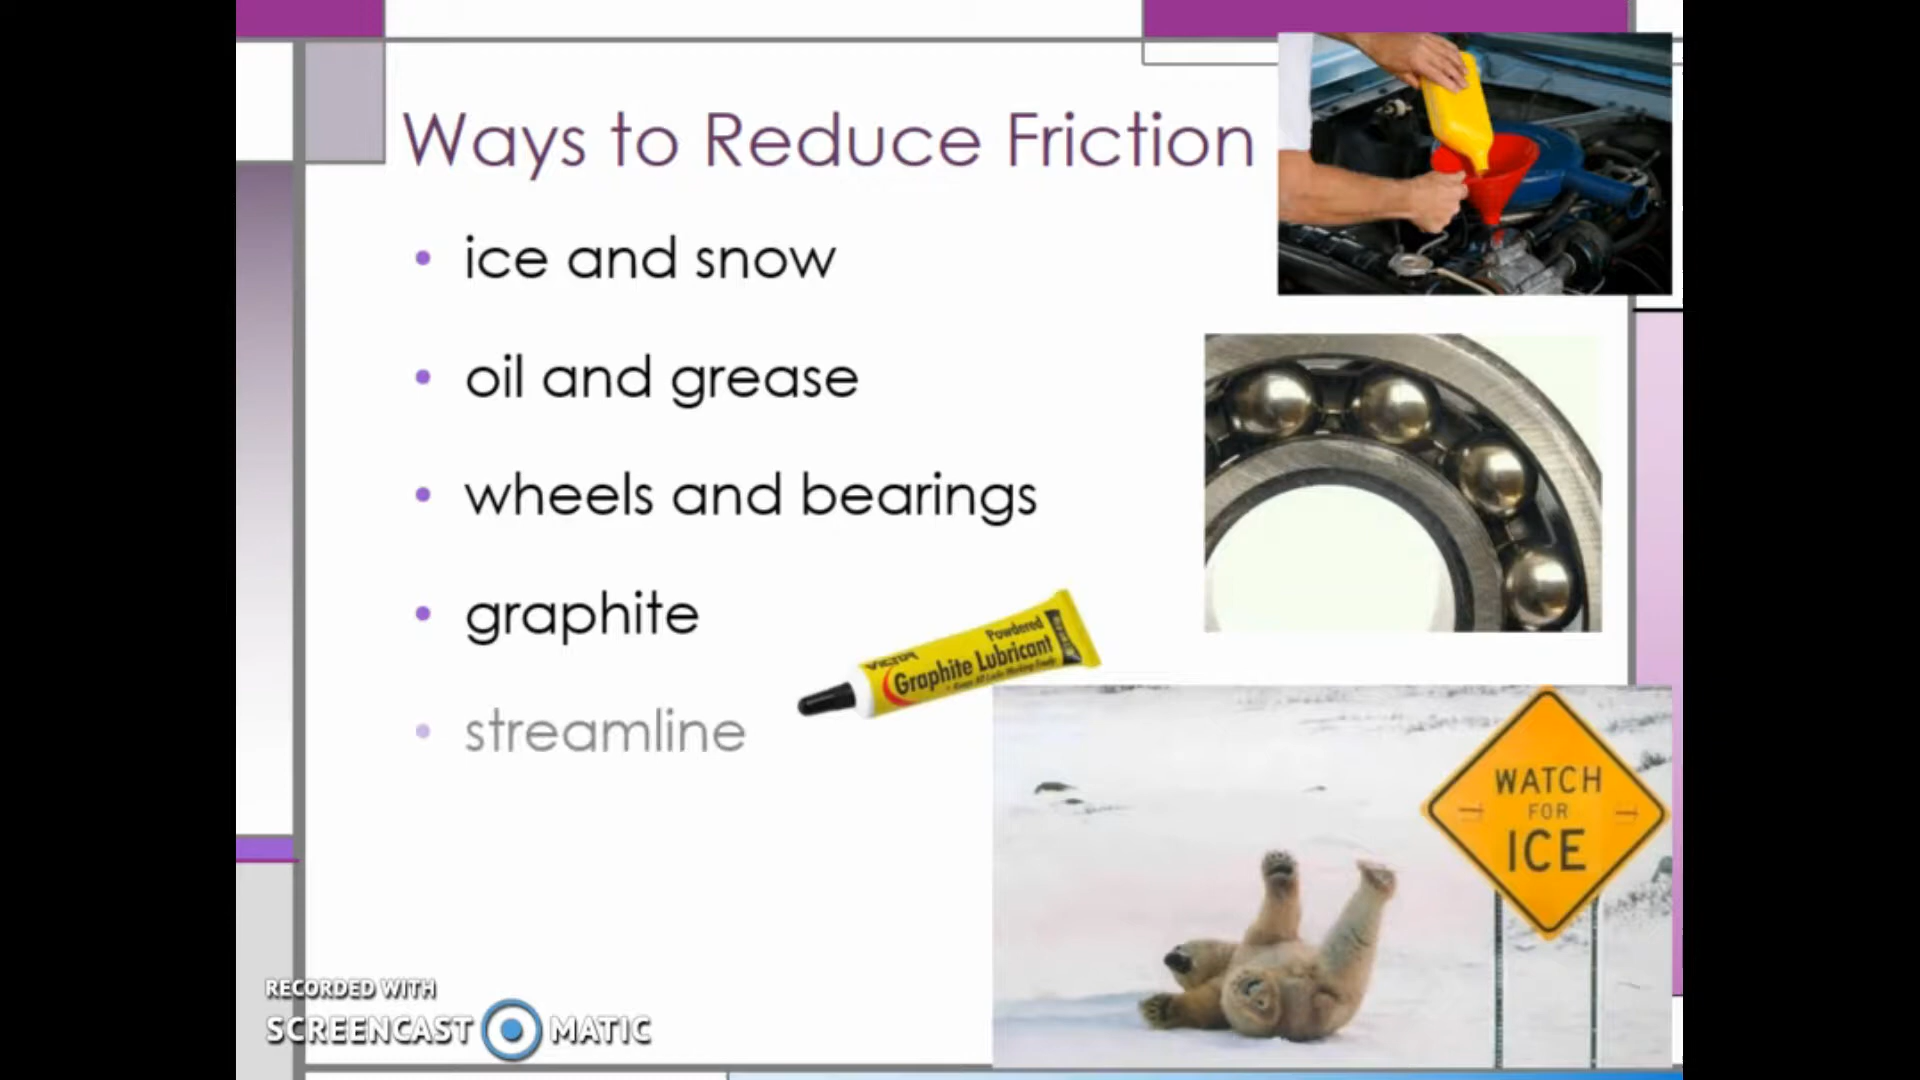 Ways to Reduce Friction
ice and snow
oil and grease
wheels and bearings
graphite
Powdered
Graphite Lubricant
streamline
WATCH
FOR
ICE
RECORDED WITH
SCREENCAST MATIC